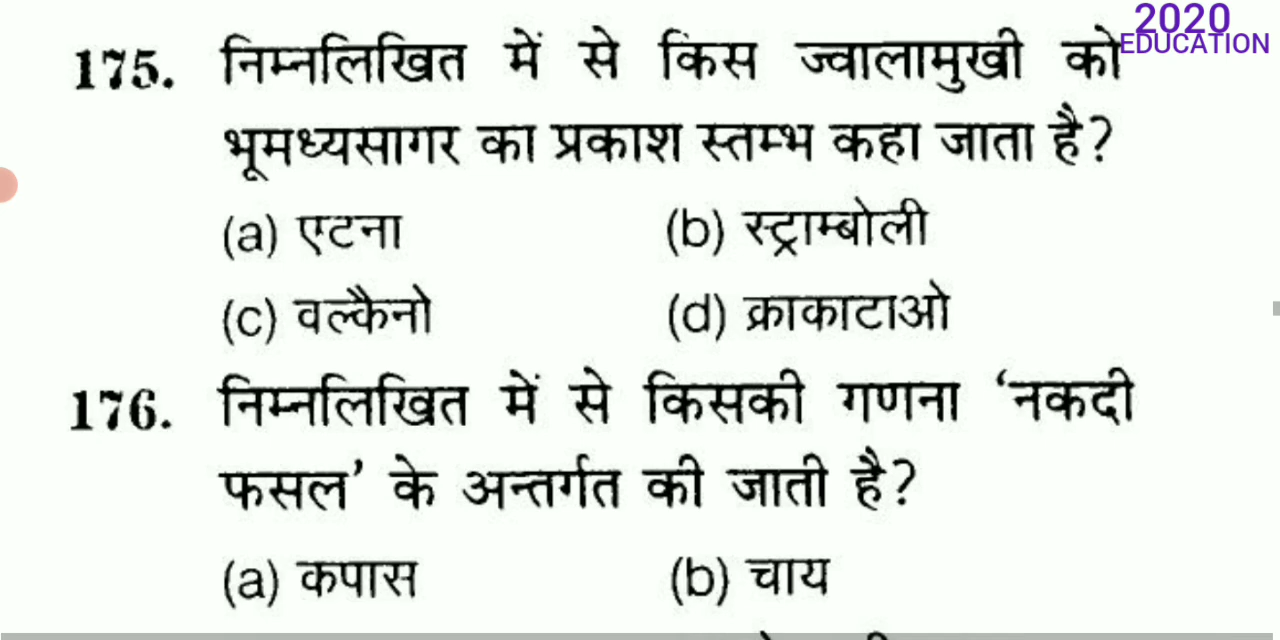 2020
EDUCATION
175. निम्नलिखित में से किस ज्वालामुखी को
भूमध्यसागर का प्रकाश स्तम्भ कहा जाता है?
(a) एटना (b) स्ट्राम्बोली
(c) वल्कैनो (d) क्राकाटाओ
176. निम्नलिखित में से किसकी गणना ‘नकदी
फसल’ के अन्तर्गत की जाती है?
(a) कपास (b) चाय